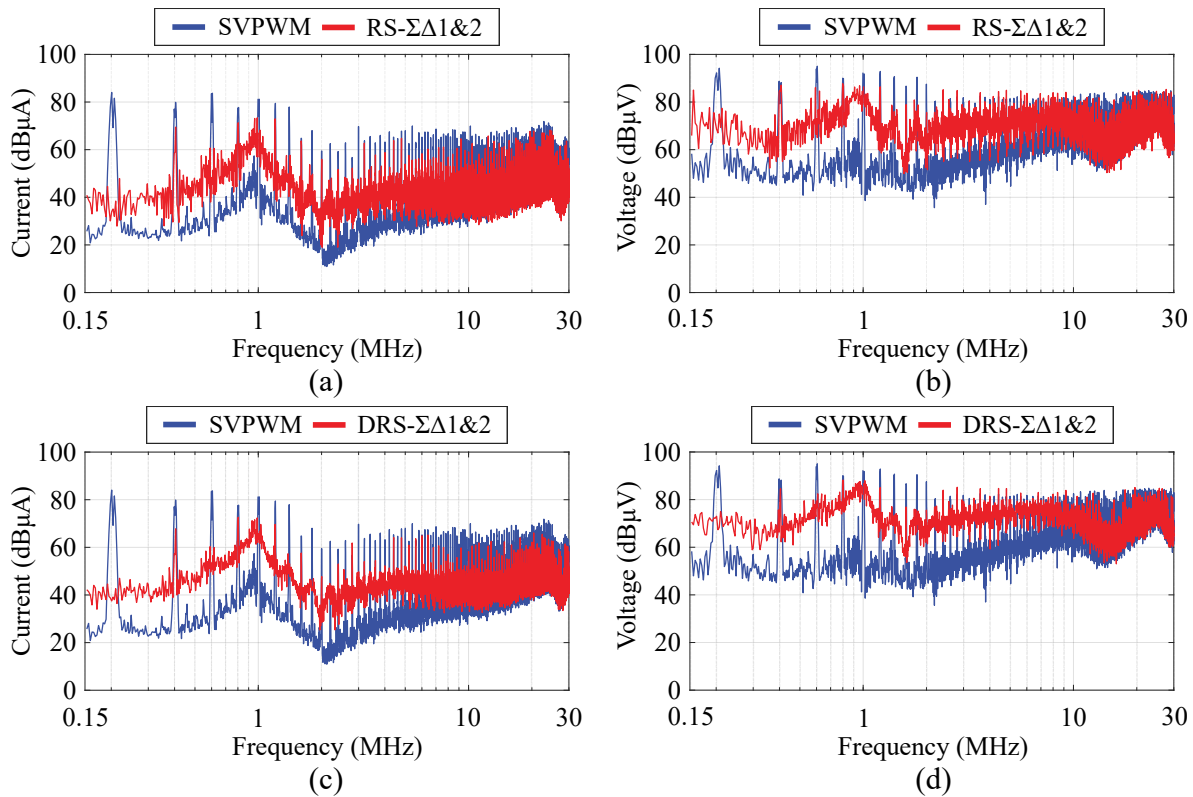 SVPWM RS-ΣΔ1&2
Current (dBμA)
100
80
60
40
20
0
0.15 1 10 30
Frequency (MHz)
(a)
SVPWM RS-ΣΔ1&2
Voltage (dBμV)
100
80
60
40
20
0
0.15 1 10 30
Frequency (MHz)
(b)
SVPWM DRS-ΣΔ1&2
Current (dBμA)
100
80
60
40
20
0
0.15 1 10 30
Frequency (MHz)
(c)
SVPWM DRS-ΣΔ1&2
Voltage (dBμV)
100
80
60
40
20
0
0.15 1 10 30
Frequency (MHz)
(d)